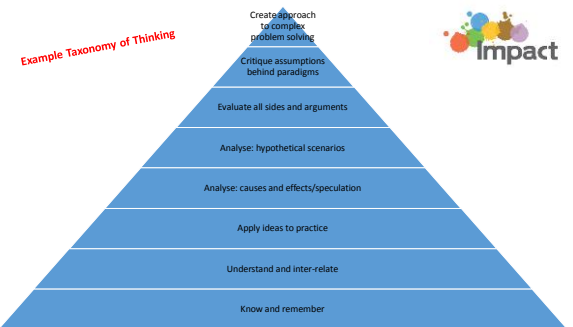 Example Taxonomy of Thinking
Impact
Create approach
to complex
problem solving
Critique assumptions
behind paradigms
Evaluate all sides and arguments
Analyse: hypothetical scenarios
Analyse: causes and effects/speculation
Apply ideas to practice
Understand and inter-relate
Know and remember